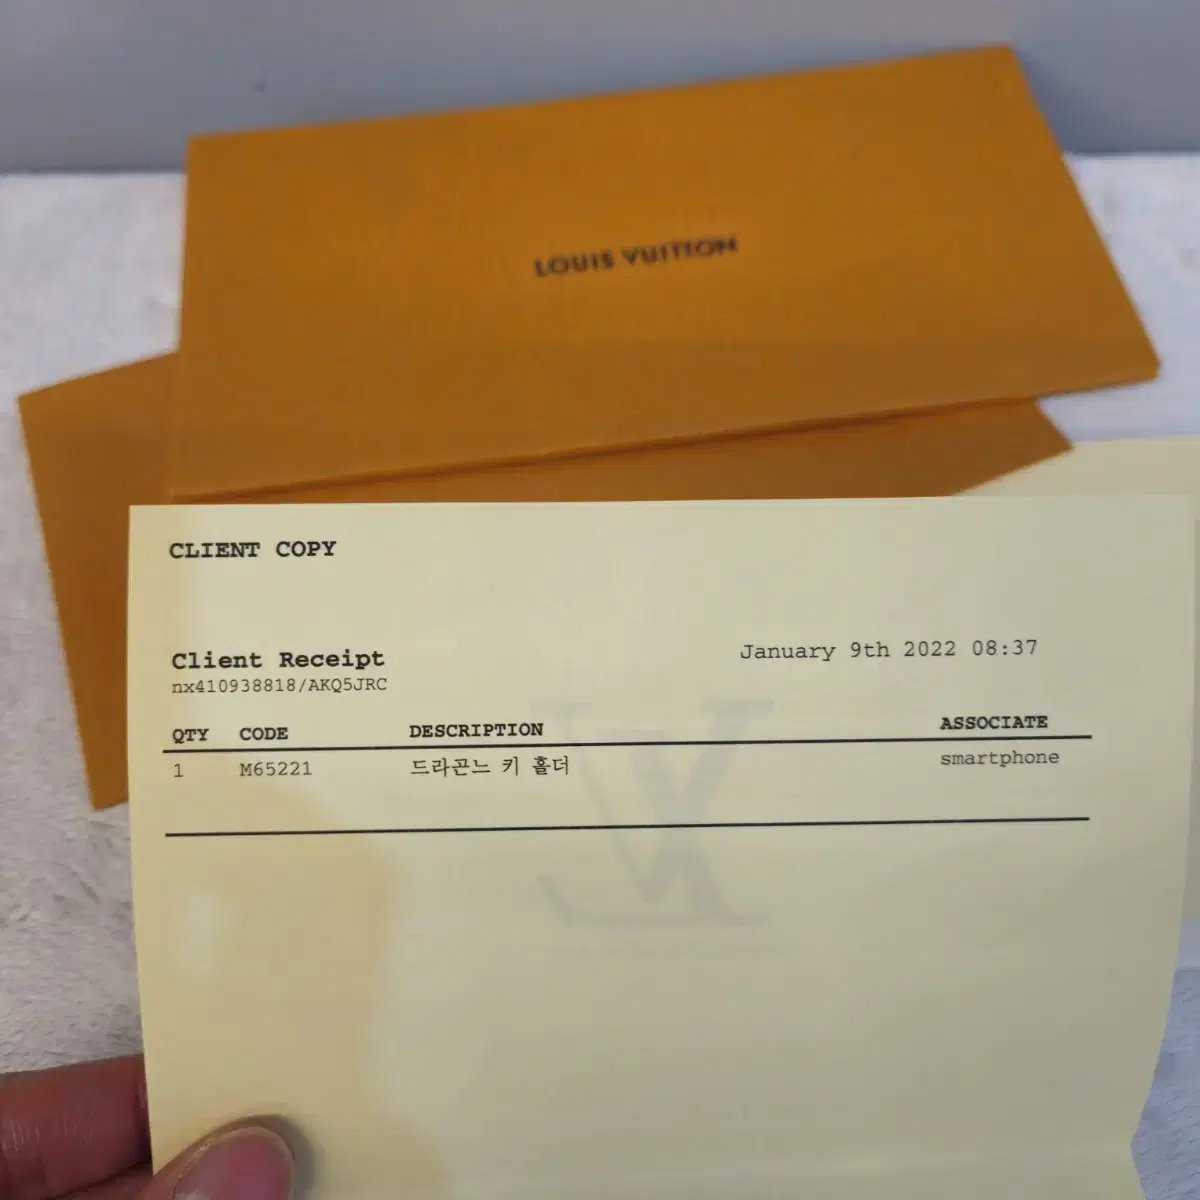 LOUIS VUITTON
CLIENT COPY
Client Receipt
January 9th 2022 08:37
nx410938818/AKQ5JRC
QTY CODE DESCRIPTION ASSOCIATE
1 M65221 드라곤느 키 홀더 smartphone
LV